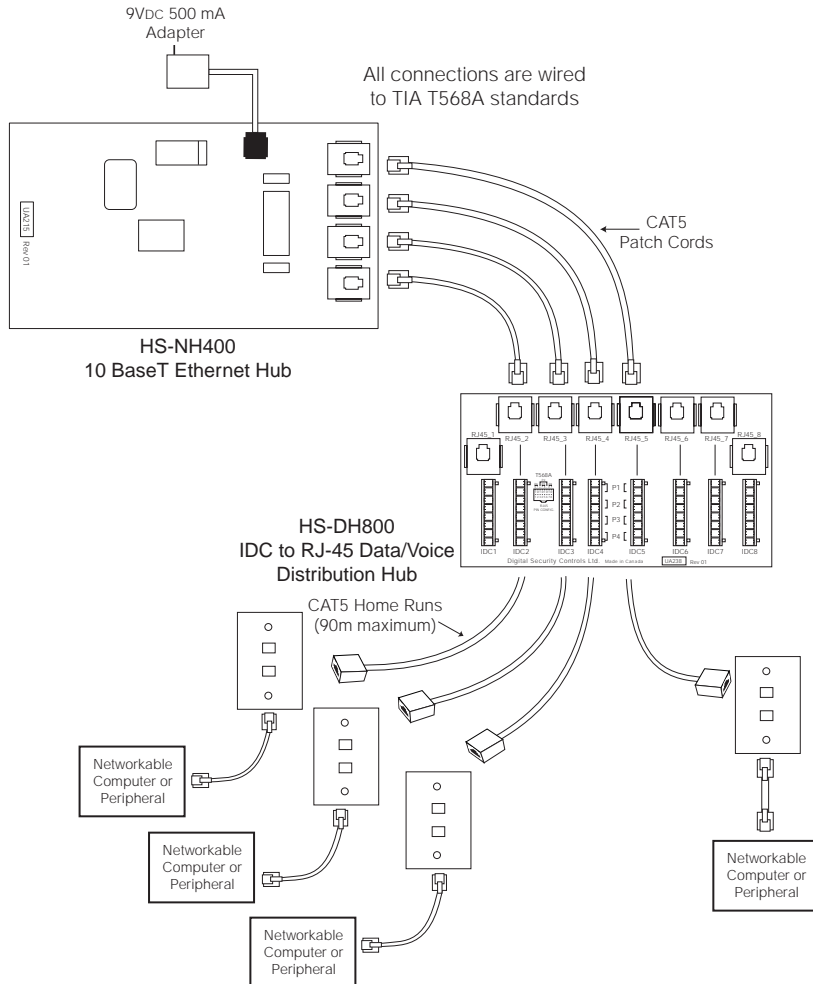 9VDC 500 mA
Adapter
All connections are wired
to TIA T568A standards
UA215 Rev 01
CAT5
Patch Cords
HS-NH400
10 BaseT Ethernet Hub
RJ45_1
RJ45_2
RJ45_3
RJ45_4
RJ45_5
RJ45_6
RJ45_7
RJ45_8
T568A
P1
P2
P3
P4
IDC1
IDC2
IDC3
IDC4
IDC5
IDC6
IDC7
IDC8
Digital Security Controls Ltd. Made in Canada UA238 Rev 01
HS-DH800
IDC to RJ-45 Data/Voice
Distribution Hub
CAT5 Home Runs
(90m maximum)
Networkable
Computer or
Peripheral
Networkable
Computer or
Peripheral
Networkable
Computer or
Peripheral
Networkable
Computer or
Peripheral